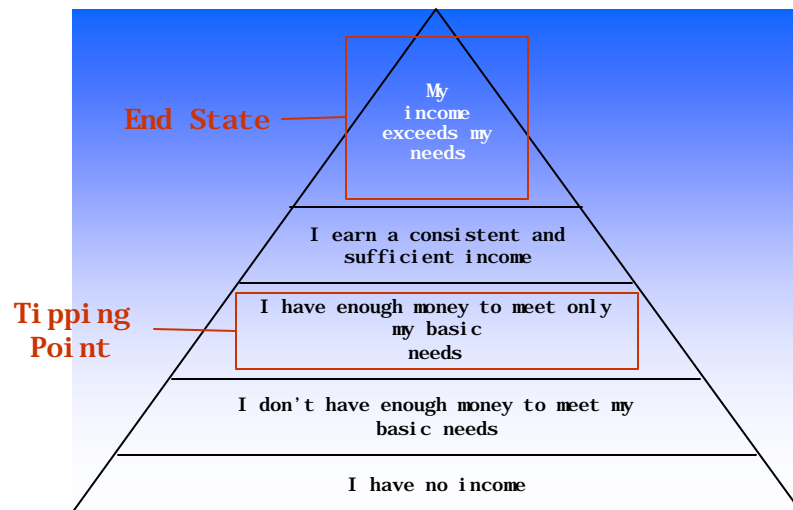 My
income
exceeds my
needs
End State
I earn a consistent and
sufficient income
I have enough money to meet only
my basic
needs
Tipping
Point
I don't have enough money to meet my
basic needs
I have no income